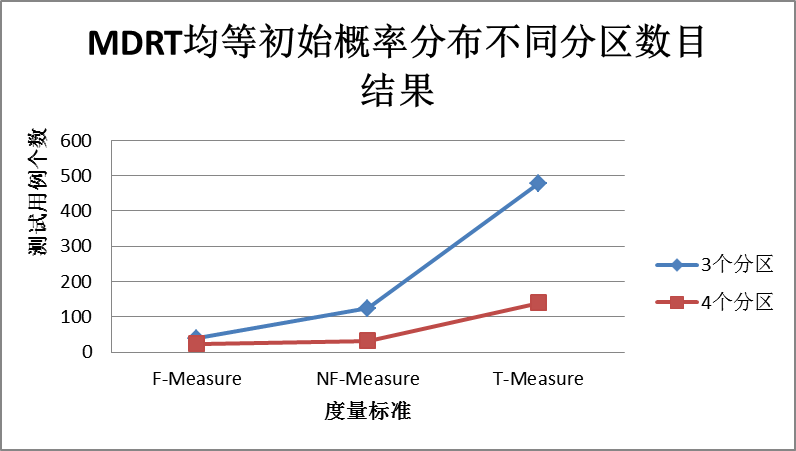 MDRT均等初始概率分布不同分区数目
结果
测试用例个数
600
500
400
300
200
100
0
F-Measure
NF-Measure
T-Measure
度量标准
3个分区
4个分区